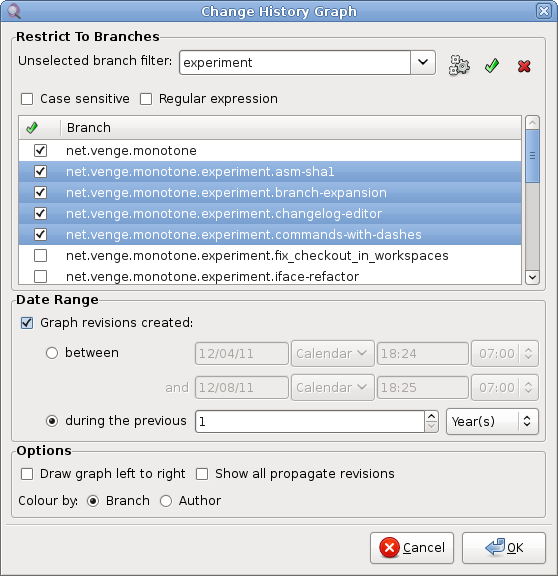 Change History Graph
Restrict To Branches
Unselected branch filter: experiment
Case sensitive Regular expression
Branch
net.venge.monotone
net.venge.monotone.experiment.asm-sha1
net.venge.monotone.experiment.branch-expansion
net.venge.monotone.experiment.changelog-editor
net.venge.monotone.experiment.commands-with-dashes
net.venge.monotone.experiment.fix_checkout_in_workspaces
net.venge.monotone.experiment.iface-refactor
Date Range
Graph revisions created:
between 12/04/11 Calendar 18:24 07:00
and 12/08/11 Calendar 18:25 07:00
during the previous 1 Year(s)
Options
Draw graph left to right Show all propagate revisions
Colour by: Branch Author
Cancel OK